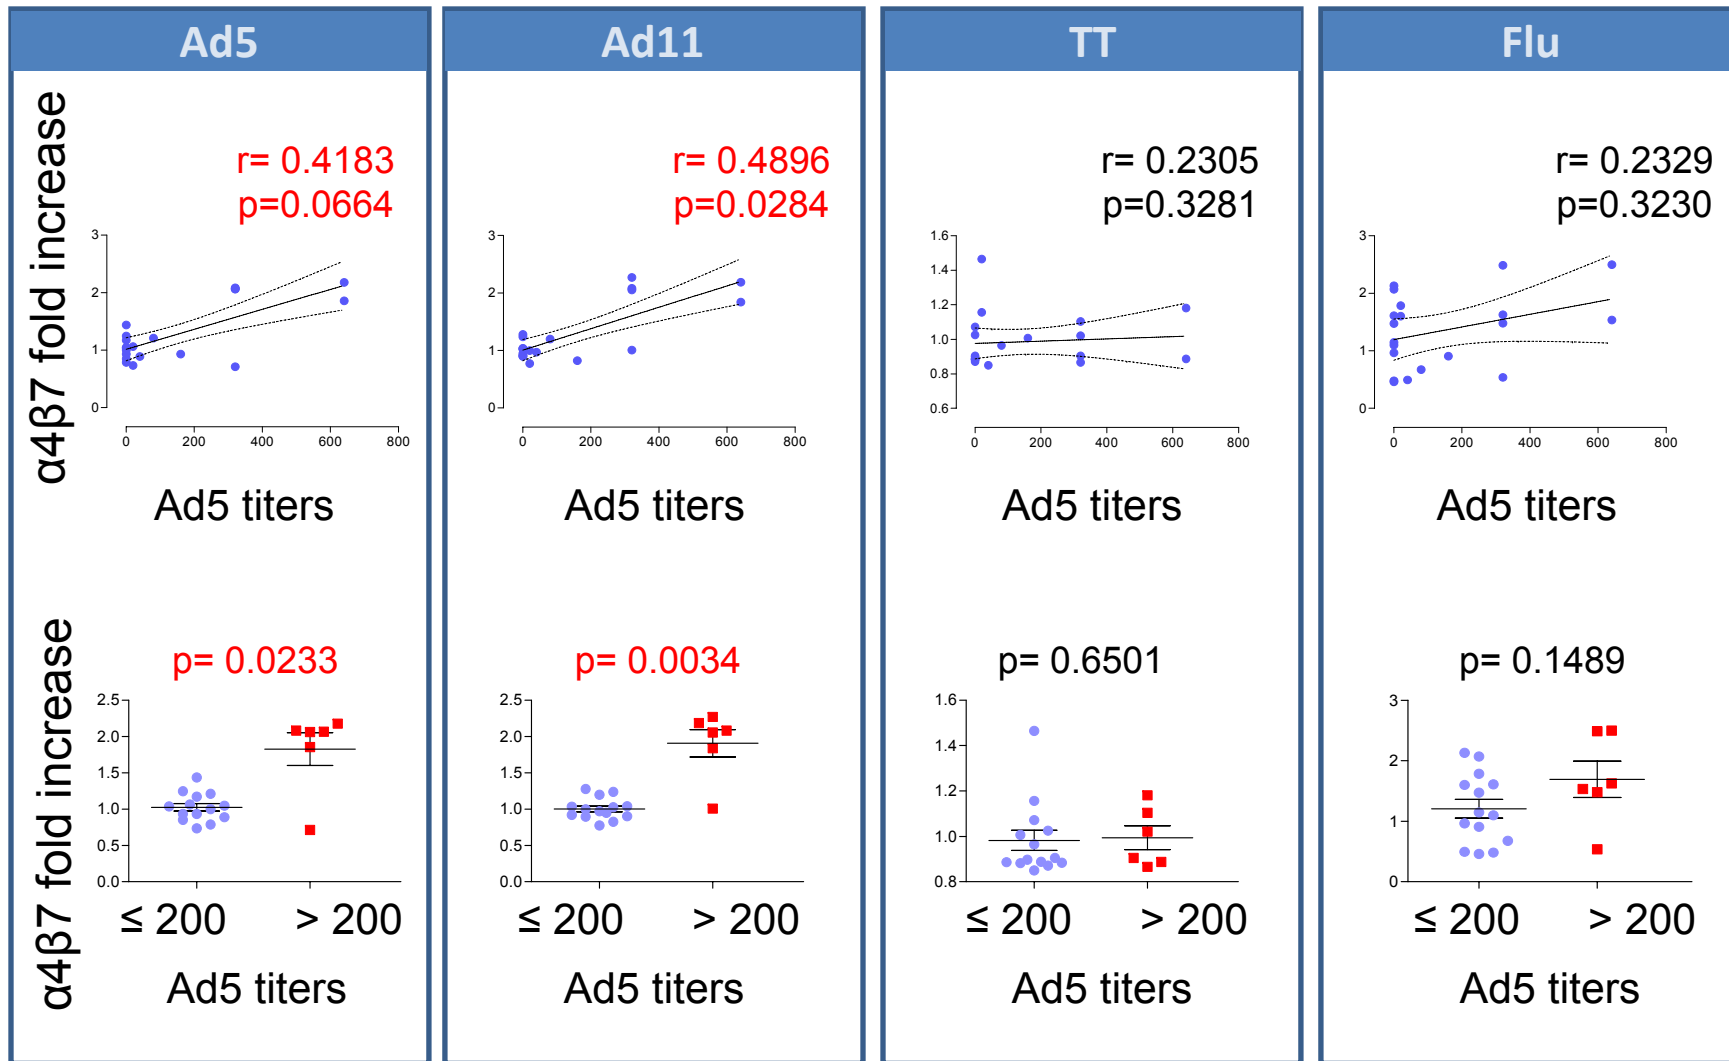 Ad5
α4β7 fold increase
r= 0.4183
p=0.0664
3
2
1
0
0 200 400 600 800
Ad5 titers
α4β7 fold increase
p= 0.0233
2.5
2.0
1.5
1.0
0.5
0.0
≤ 200 > 200
Ad5 titers
Ad11
r= 0.4896
p=0.0284
3
2
1
0
0 200 400 600 800
Ad5 titers
p= 0.0034
2.5
2.0
1.5
1.0
0.5
0.0
≤ 200 > 200
Ad5 titers
TT
r= 0.2305
p=0.3281
1.6
1.4
1.2
1.0
0.8
0.6
0 200 400 600 800
Ad5 titers
p= 0.6501
1.6
1.4
1.2
1.0
0.8
≤ 200 > 200
Ad5 titers
Flu
r= 0.2329
p=0.3230
3
2
1
0
0 200 400 600 800
Ad5 titers
p= 0.1489
3
2
1
0
≤ 200 > 200
Ad5 titers